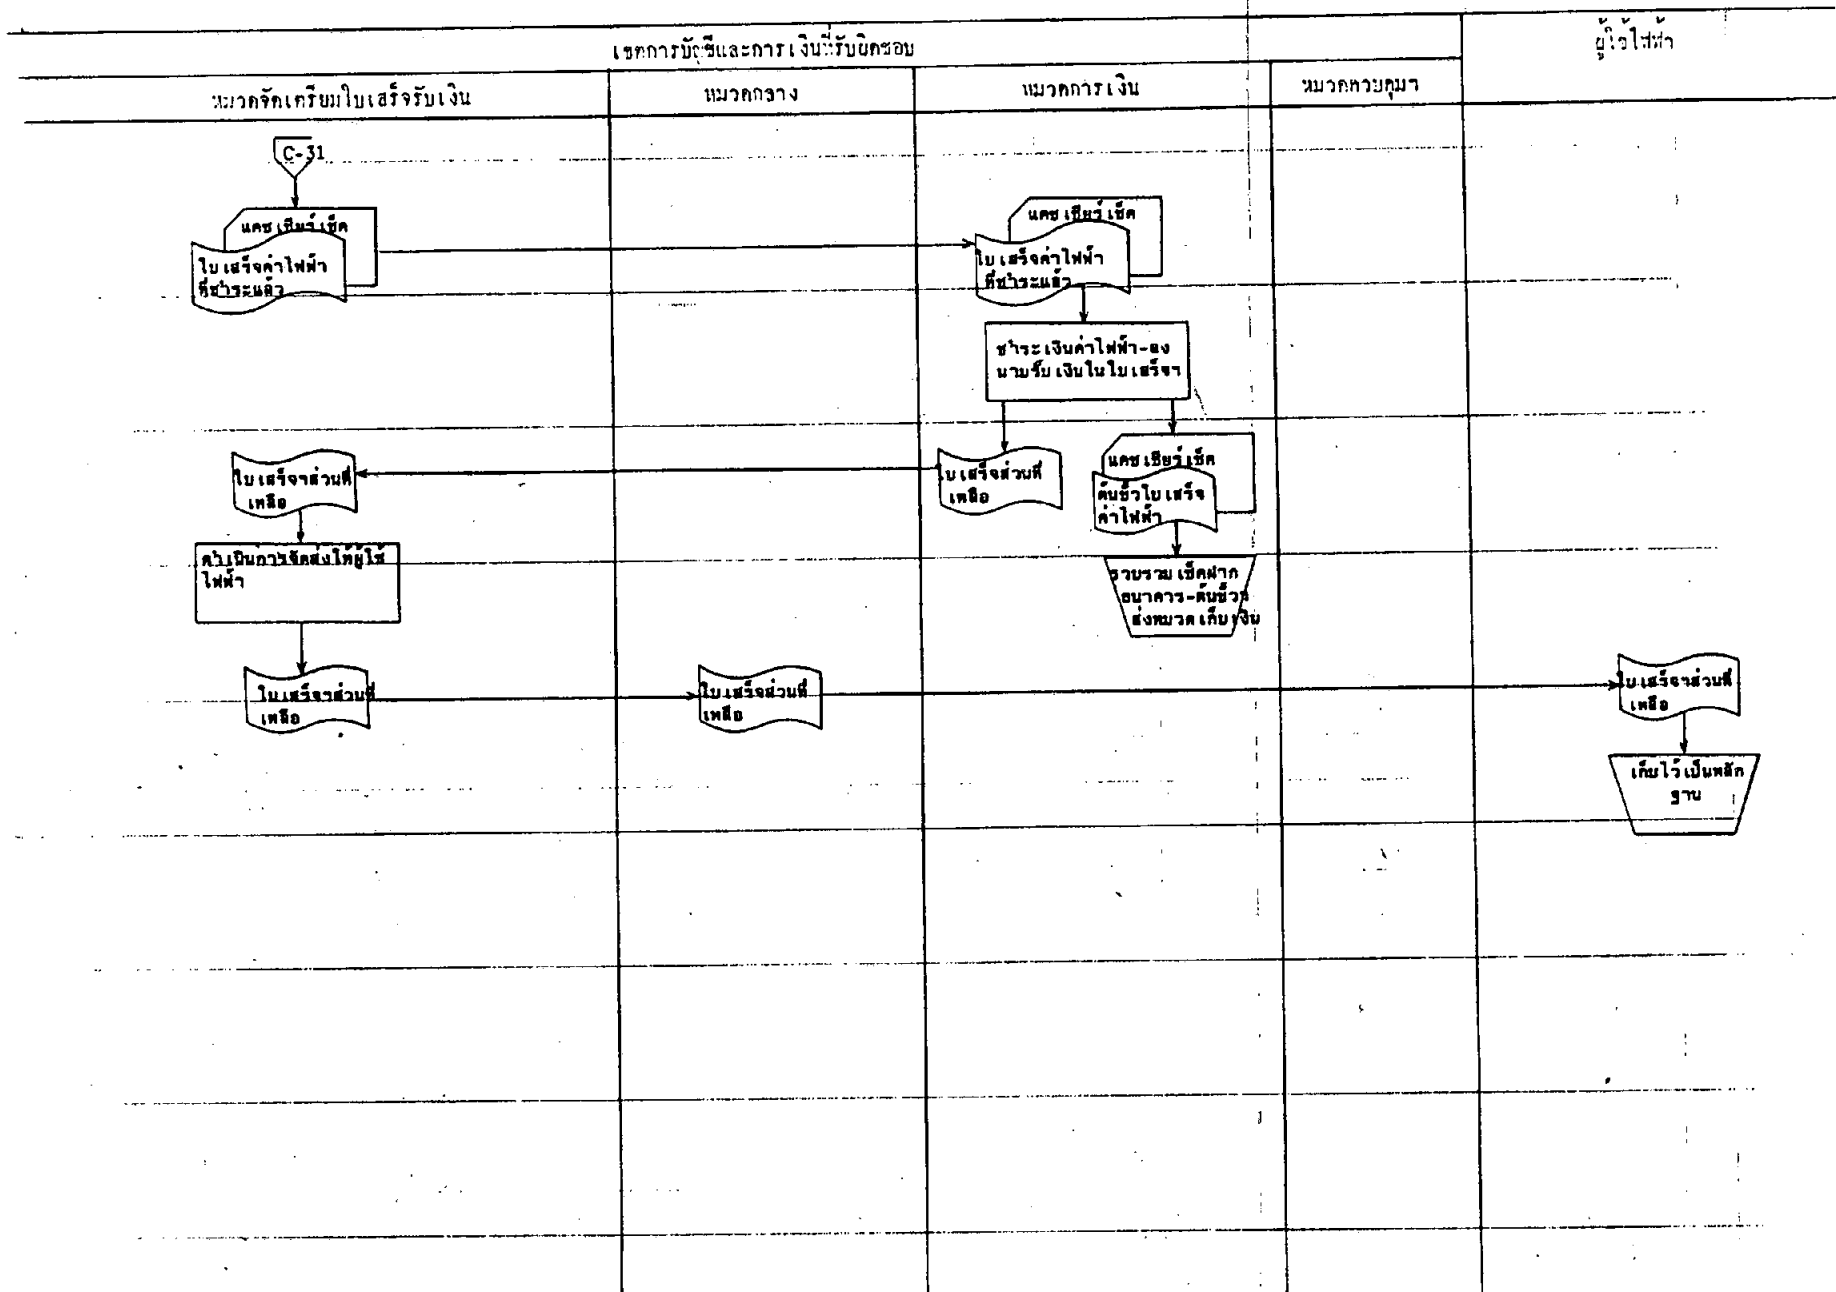 เขตการบัญชีและการเงินที่รับผิดชอบ
ผู้ใช้ไฟฟ้า
หมวดจัดเตรียมใบเสร็จรับเงิน
หมวดกลาง
หมวดการเงิน
หมวดควบคุมฯ
C-31
แคชเชียร์เช็ค
ใบเสร็จค่าไฟฟ้า
ที่ชำระแล้ว
แคชเชียร์เช็ค
ใบเสร็จค่าไฟฟ้า
ที่ชำระแล้ว
ชำระเงินค่าไฟฟ้า-ลง
นามรับเงินในใบเสร็จฯ
ใบเสร็จฯส่วนที่
เหลือ
ใบเสร็จส่วนที่
เหลือ
แคชเชียร์เช็ค
ต้นขั้วใบเสร็จ
ค่าไฟฟ้า
ดำเนินการจัดส่งให้ผู้ใช้
ไฟฟ้า
รวบรวมเช็คฝาก
ธนาคาร-ต้นขั้วฯ
ส่งหมวดเก็บเงิน
ใบเสร็จฯส่วนที่
เหลือ
ใบเสร็จส่วนที่
เหลือ
ใบเสร็จฯส่วนที่
เหลือ
เก็บไว้เป็นหลัก
ฐาน